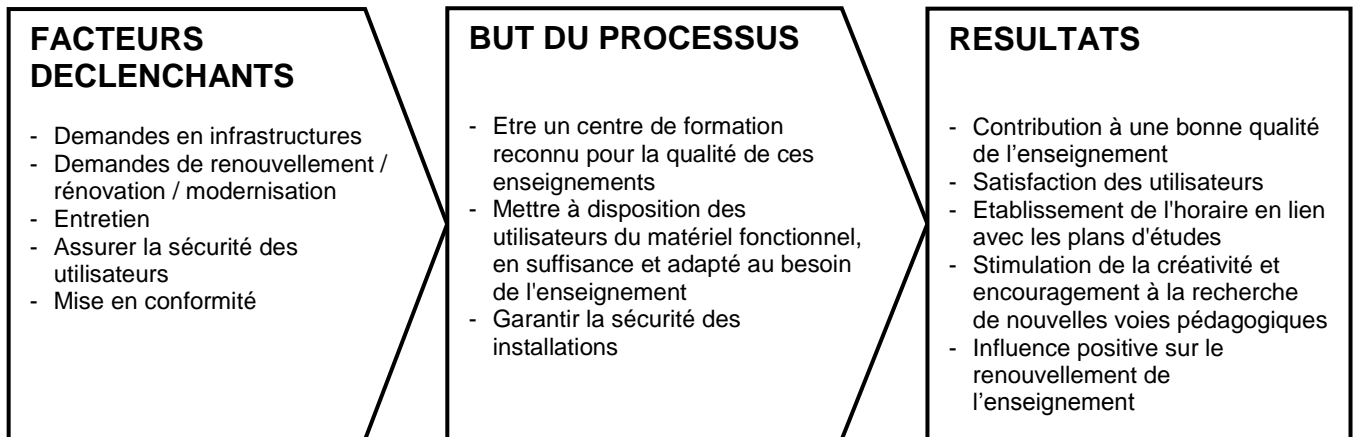 FACTEURS
DECLENCHANTS
- Demandes en infrastructures
- Demandes de renouvellement /
rénovation / modernisation
- Entretien
- Assurer la sécurité des
utilisateurs
- Mise en conformité
BUT DU PROCESSUS
- Etre un centre de formation
reconnu pour la qualité de ces
enseignements
- Mettre à disposition des
utilisateurs du matériel fonctionnel,
en suffisance et adapté au besoin
de l'enseignement
- Garantir la sécurité des
installations
RESULTATS
- Contribution à une bonne qualité
de l’enseignement
- Satisfaction des utilisateurs
- Etablissement de l'horaire en lien
avec les plans d'études
- Stimulation de la créativité et
encouragement à la recherche
de nouvelles voies pédagogiques
- Influence positive sur le
renouvellement de
l’enseignement